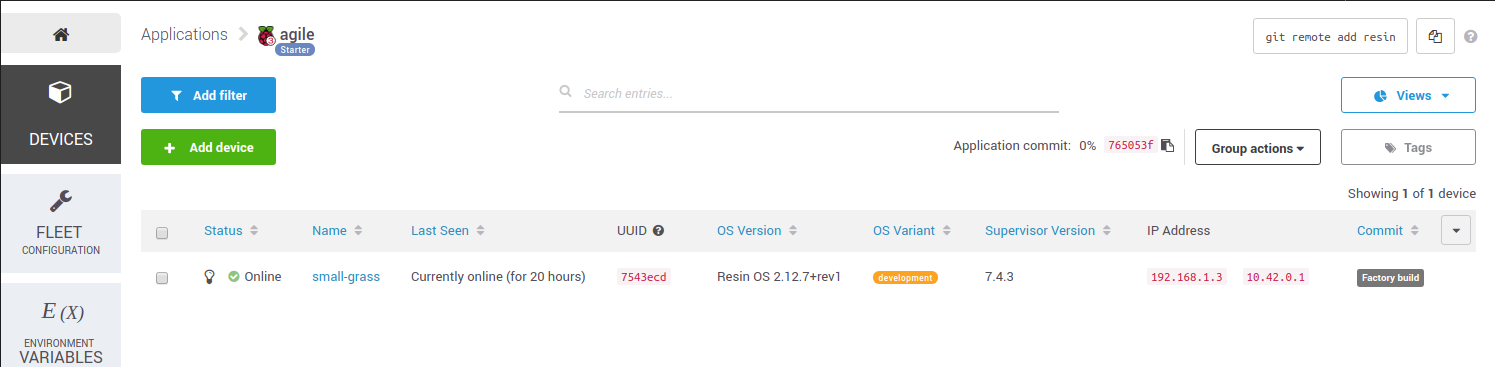 Applications agile git remote add resin
3
Starter
Add filter Search entries... Views
DEVICES
Add device Application commit: 0% 765053f Group actions Tags
Showing 1 of 1 device
FLEET
CONFIGURATION
Status Name Last Seen UUID OS Version OS Variant Supervisor Version IP Address Commit
Online small-grass Currently online (for 20 hours) 7543ecd Resin OS 2.12.7+rev1 development 7.4.3 192.168.1.3 10.42.0.1 Factory build
E (X)
ENVIRONMENT
VARIABLES